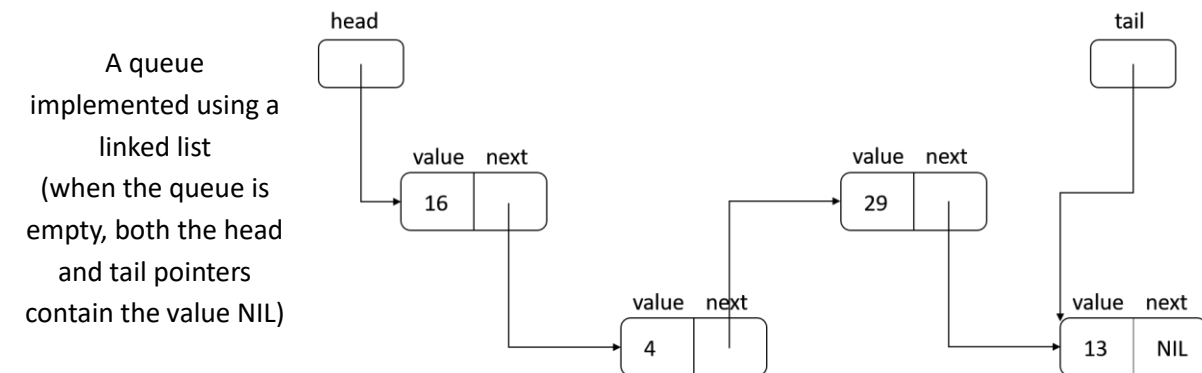 A queue
implemented using a
linked list
(when the queue is
empty, both the head
and tail pointers
contain the value NIL)
head
tail
value next
16
value next
4
value next
29
value next
13 NIL